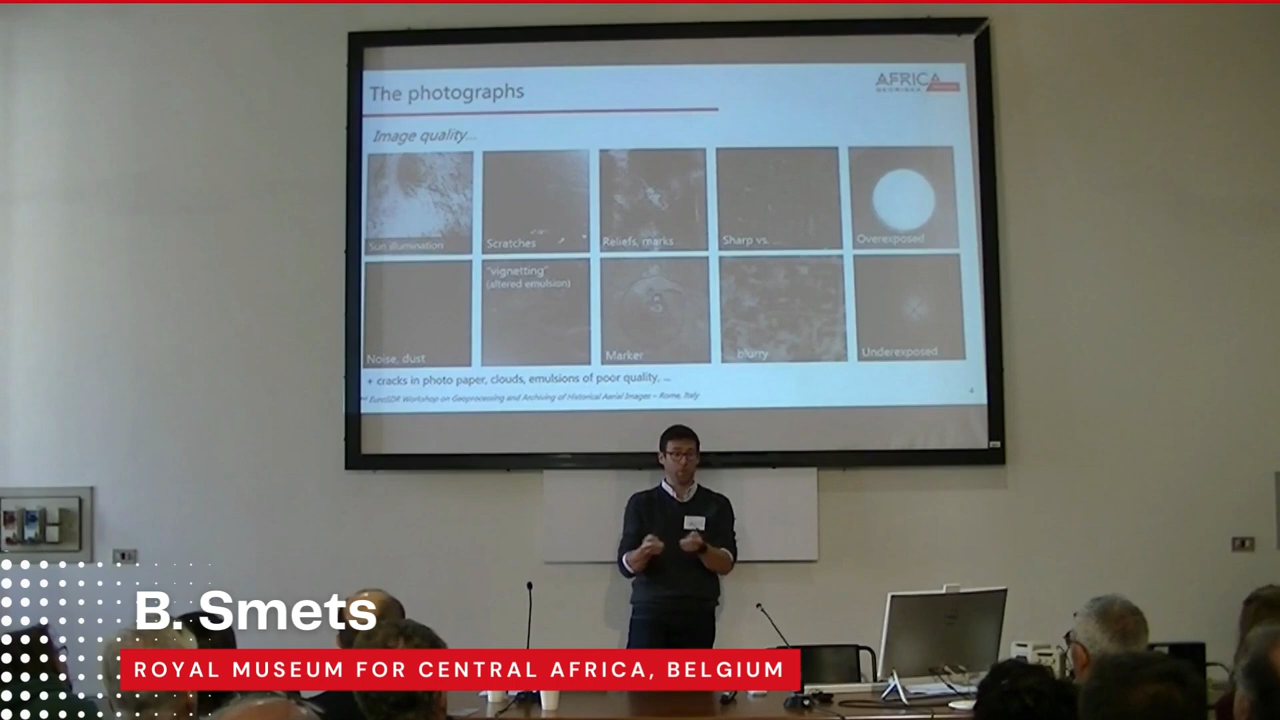 AFRICA
The photographs
Image quality...
Sun illumination
Scratches
Reliefs, marks
Sharp vs.
Overexposed
"vignetting"
(altered emulsion)
Noise, dust
Marker
blurry
Underexposed
+ cracks in photo paper, clouds, emulsions of poor quality, ...
EuroSDR Workshop on Geoprocessing and Archiving of Historical Aerial Images – Rome, Italy
4
B. Smets
ROYAL MUSEUM FOR CENTRAL AFRICA, BELGIUM